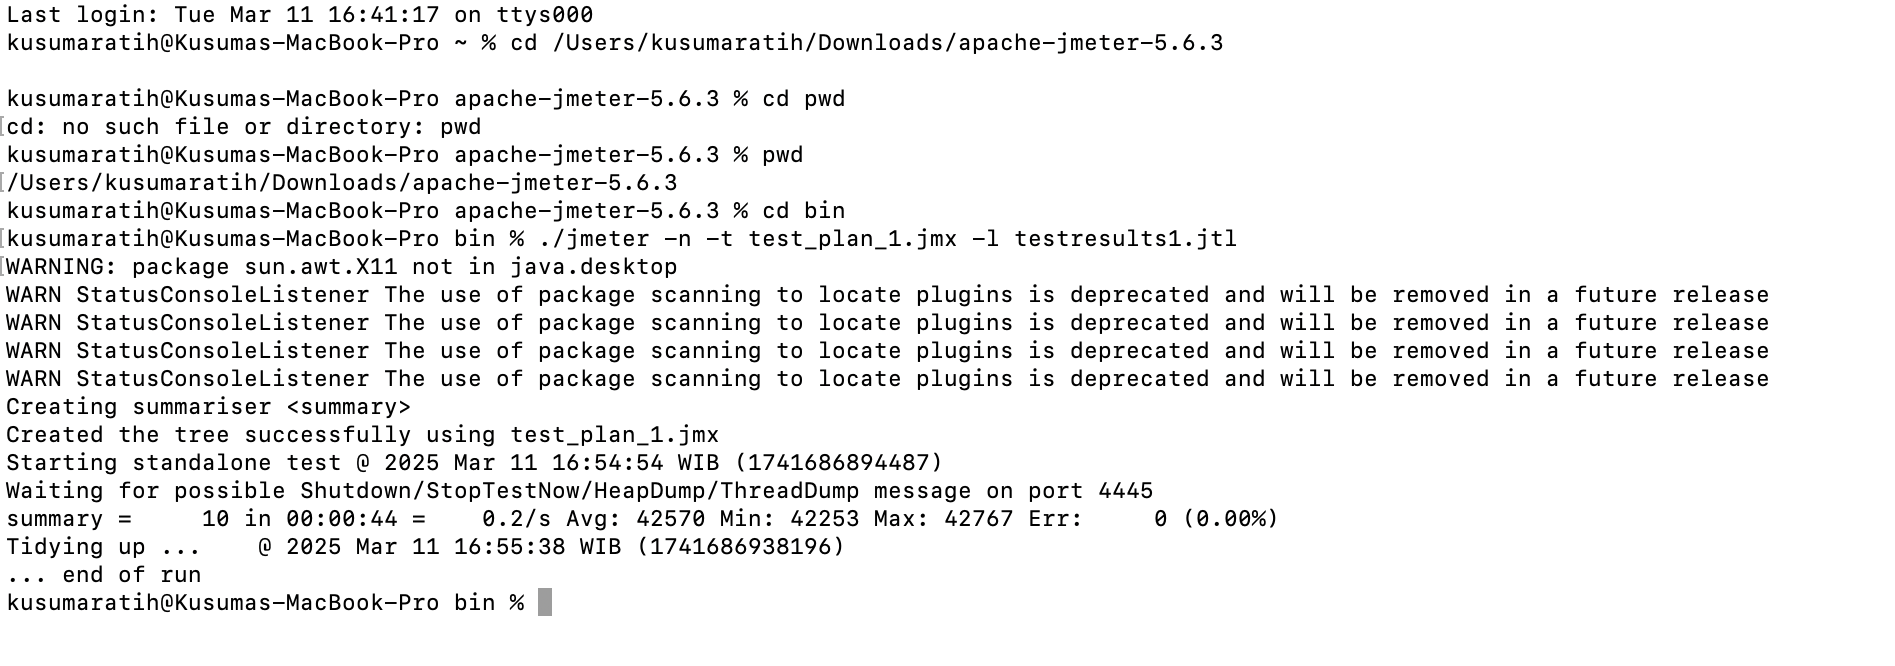 Last login: Tue Mar 11 16:41:17 on ttys000
kusumaratih@Kusumas-MacBook-Pro ~ % cd /Users/kusumaratih/Downloads/apache-jmeter-5.6.3
kusumaratih@Kusumas-MacBook-Pro apache-jmeter-5.6.3 % cd pwd
[cd: no such file or directory: pwd
kusumaratih@Kusumas-MacBook-Pro apache-jmeter-5.6.3 % pwd
[/Users/kusumaratih/Downloads/apache-jmeter-5.6.3
kusumaratih@Kusumas-MacBook-Pro apache-jmeter-5.6.3 % cd bin
[kusumaratih@Kusumas-MacBook-Pro bin % ./jmeter -n -t test_plan_1.jmx -l testresults1.jtl
[WARNING: package sun.awt.X11 not in java.desktop
WARN StatusConsoleListener The use of package scanning to locate plugins is deprecated and will be removed in a future release
WARN StatusConsoleListener The use of package scanning to locate plugins is deprecated and will be removed in a future release
WARN StatusConsoleListener The use of package scanning to locate plugins is deprecated and will be removed in a future release
WARN StatusConsoleListener The use of package scanning to locate plugins is deprecated and will be removed in a future release
Creating summariser <summary>
Created the tree successfully using test_plan_1.jmx
Starting standalone test @ 2025 Mar 11 16:54:54 WIB (1741686894487)
Waiting for possible Shutdown/StopTestNow/HeapDump/ThreadDump message on port 4445
summary =     10 in 00:00:44 =    0.2/s Avg: 42570 Min: 42253 Max: 42767 Err:     0 (0.00%)
Tidying up ...    @ 2025 Mar 11 16:55:38 WIB (1741686938196)
... end of run
kusumaratih@Kusumas-MacBook-Pro bin %